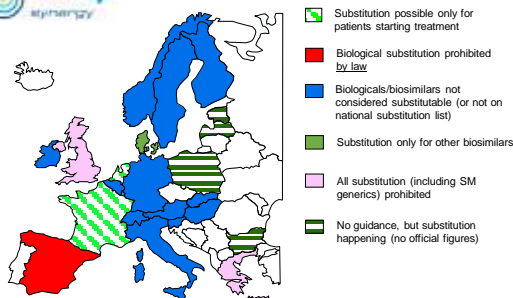 synergy
Substitution possible only for
patients starting treatment
Biological substitution prohibited
by law
Biologicals/biosimilars not
considered substitutable (or not on
national substitution list)
Substitution only for other biosimilars
All substitution (including SM
generics) prohibited
No guidance, but substitution
happening (no official figures)